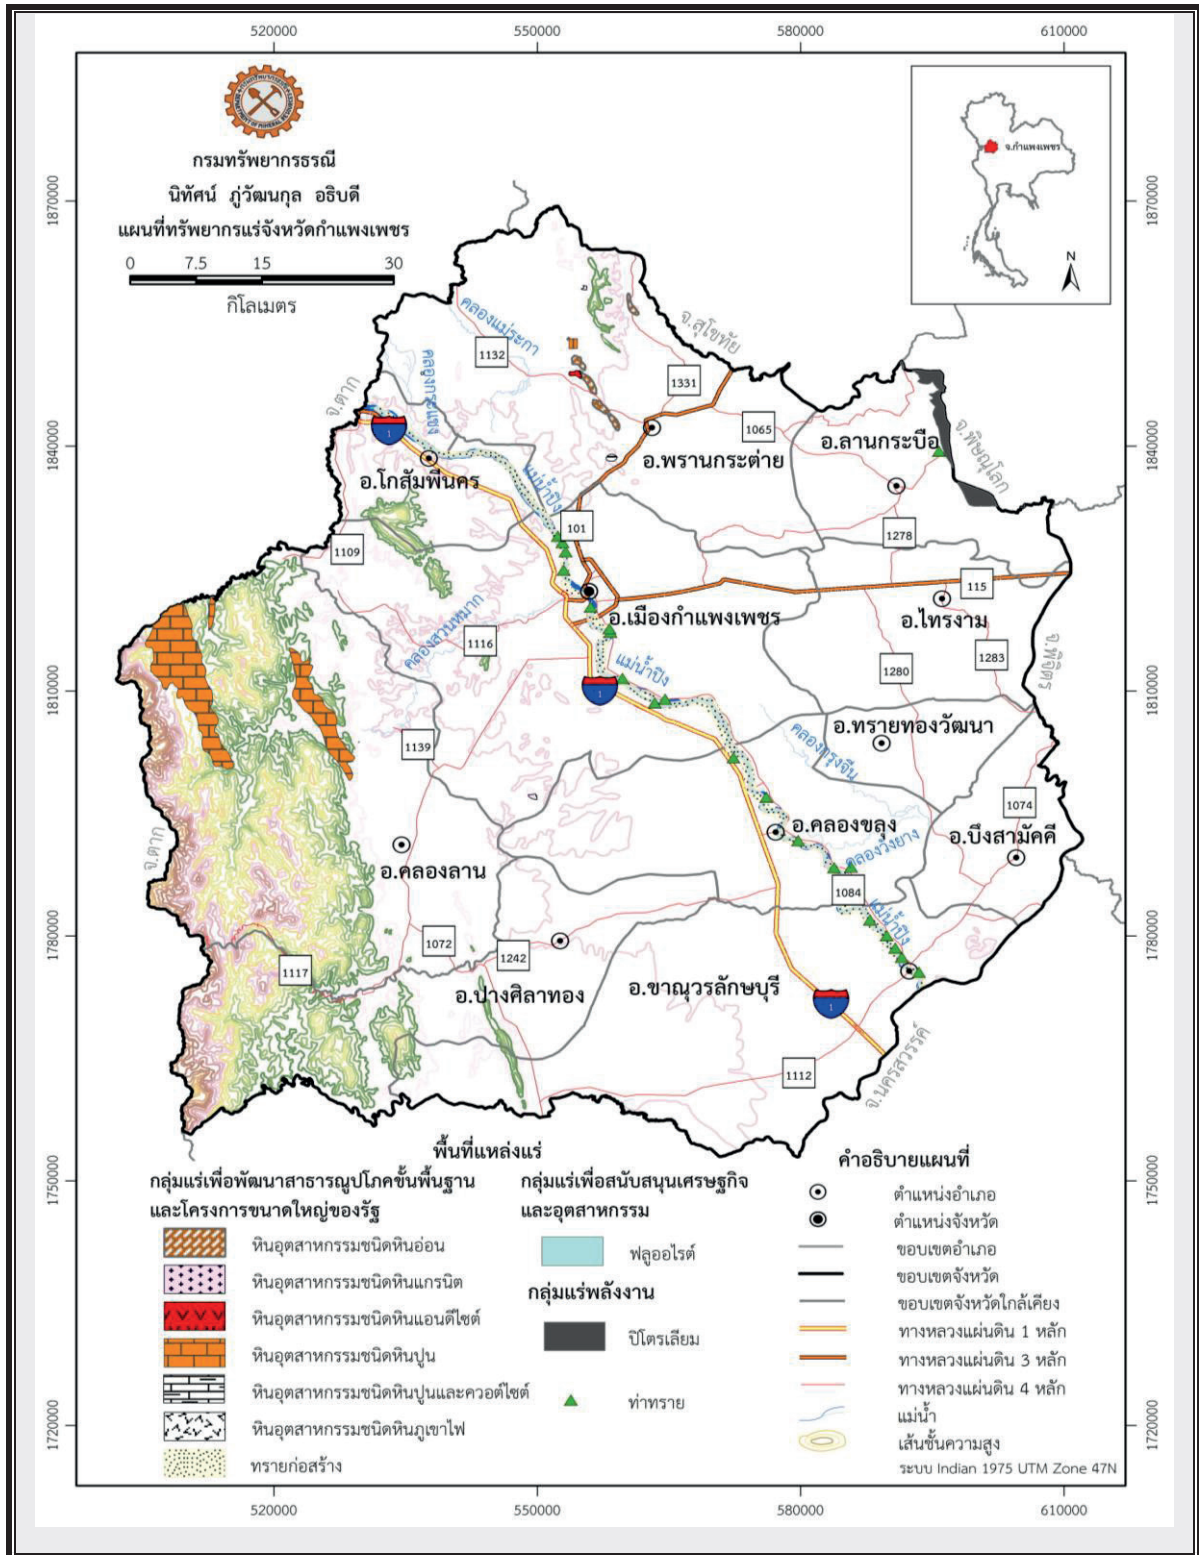 520000
550000
580000
610000
กรมทรัพยากรธรณี
นิทัศน์ ภู่วัฒนกุล อธิบดี
แผนที่ทรัพยากรแร่จังหวัดกำแพงเพชร
0 7.5 15 30
กิโลเมตร
จ.กำแพงเพชร
N
1870000
1870000
คลองแม่ระกา
จ.สุโขทัย
1132
1331
คลองกระแชง
จ.ตาก
1
1065
อ.ลานกระบือ
จ.พิษณุโลก
1840000
1840000
อ.พรานกระต่าย
อ.โกสัมพีนคร
แม่น้ำปิง
101
1278
1109
115
อ.เมืองกำแพงเพชร
อ.ไทรงาม
คลองสวนหมาก
1116
1283
จ.พิจิตร
แม่น้ำปิง
1280
1
1810000
1810000
อ.ทรายทองวัฒนา
คลองกรุงจีน
1139
1074
อ.คลองขลุง
อ.บึงสามัคคี
จ.ตาก
คลองวังยาง
อ.คลองลาน
1084
แม่น้ำปิง
1780000
1780000
1072
1242
1117
อ.ปางศิลาทอง
อ.ขาณุวรลักษบุรี
1
จ.นครสวรรค์
1112
1750000
1750000
พื้นที่แหล่งแร่
กลุ่มแร่เพื่อพัฒนาสาธารณูปโภคขั้นพื้นฐาน
และโครงการขนาดใหญ่ของรัฐ
หินอุตสาหกรรมชนิดหินอ่อน
หินอุตสาหกรรมชนิดหินแกรนิต
หินอุตสาหกรรมชนิดหินแอนดีไซต์
หินอุตสาหกรรมชนิดหินปูน
หินอุตสาหกรรมชนิดหินปูนและควอต์ไซต์
หินอุตสาหกรรมชนิดหินภูเขาไฟ
ทรายก่อสร้าง
กลุ่มแร่เพื่อสนับสนุนเศรษฐกิจ
และอุตสาหกรรม
ฟลูออไรต์
กลุ่มแร่พลังงาน
ปิโตรเลียม
ท่าทราย
คำอธิบายแผนที่
ตำแหน่งอำเภอ
ตำแหน่งจังหวัด
ขอบเขตอำเภอ
ขอบเขตจังหวัด
ขอบเขตจังหวัดใกล้เคียง
ทางหลวงแผ่นดิน 1 หลัก
ทางหลวงแผ่นดิน 3 หลัก
ทางหลวงแผ่นดิน 4 หลัก
แม่น้ำ
เส้นชั้นความสูง
ระบบ Indian 1975 UTM Zone 47N
1720000
1720000
520000
550000
580000
610000